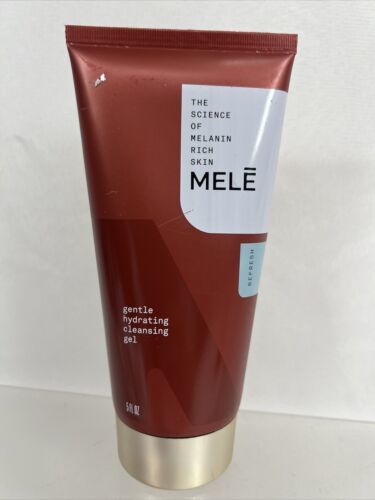 THE
SCIENCE
OF
MELANIN
RICH
SKIN
MELĒ
REFRESH
gentle
hydrating
cleansing
gel
5 fl oz